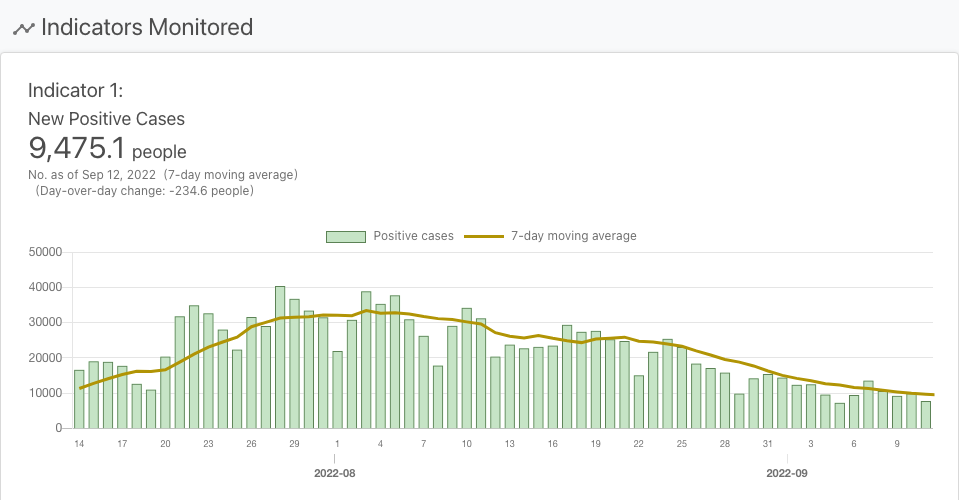 Indicators Monitored
Indicator 1:
New Positive Cases
9,475.1 people
No. as of Sep 12, 2022 (7-day moving average)
(Day-over-day change: -234.6 people)
Positive cases 7-day moving average
50000
40000
30000
20000
10000
0
14 17 20 23 26 29 1 4 7 10 13 16 19 22 25 28 31 3 6 9
2022-08 2022-09